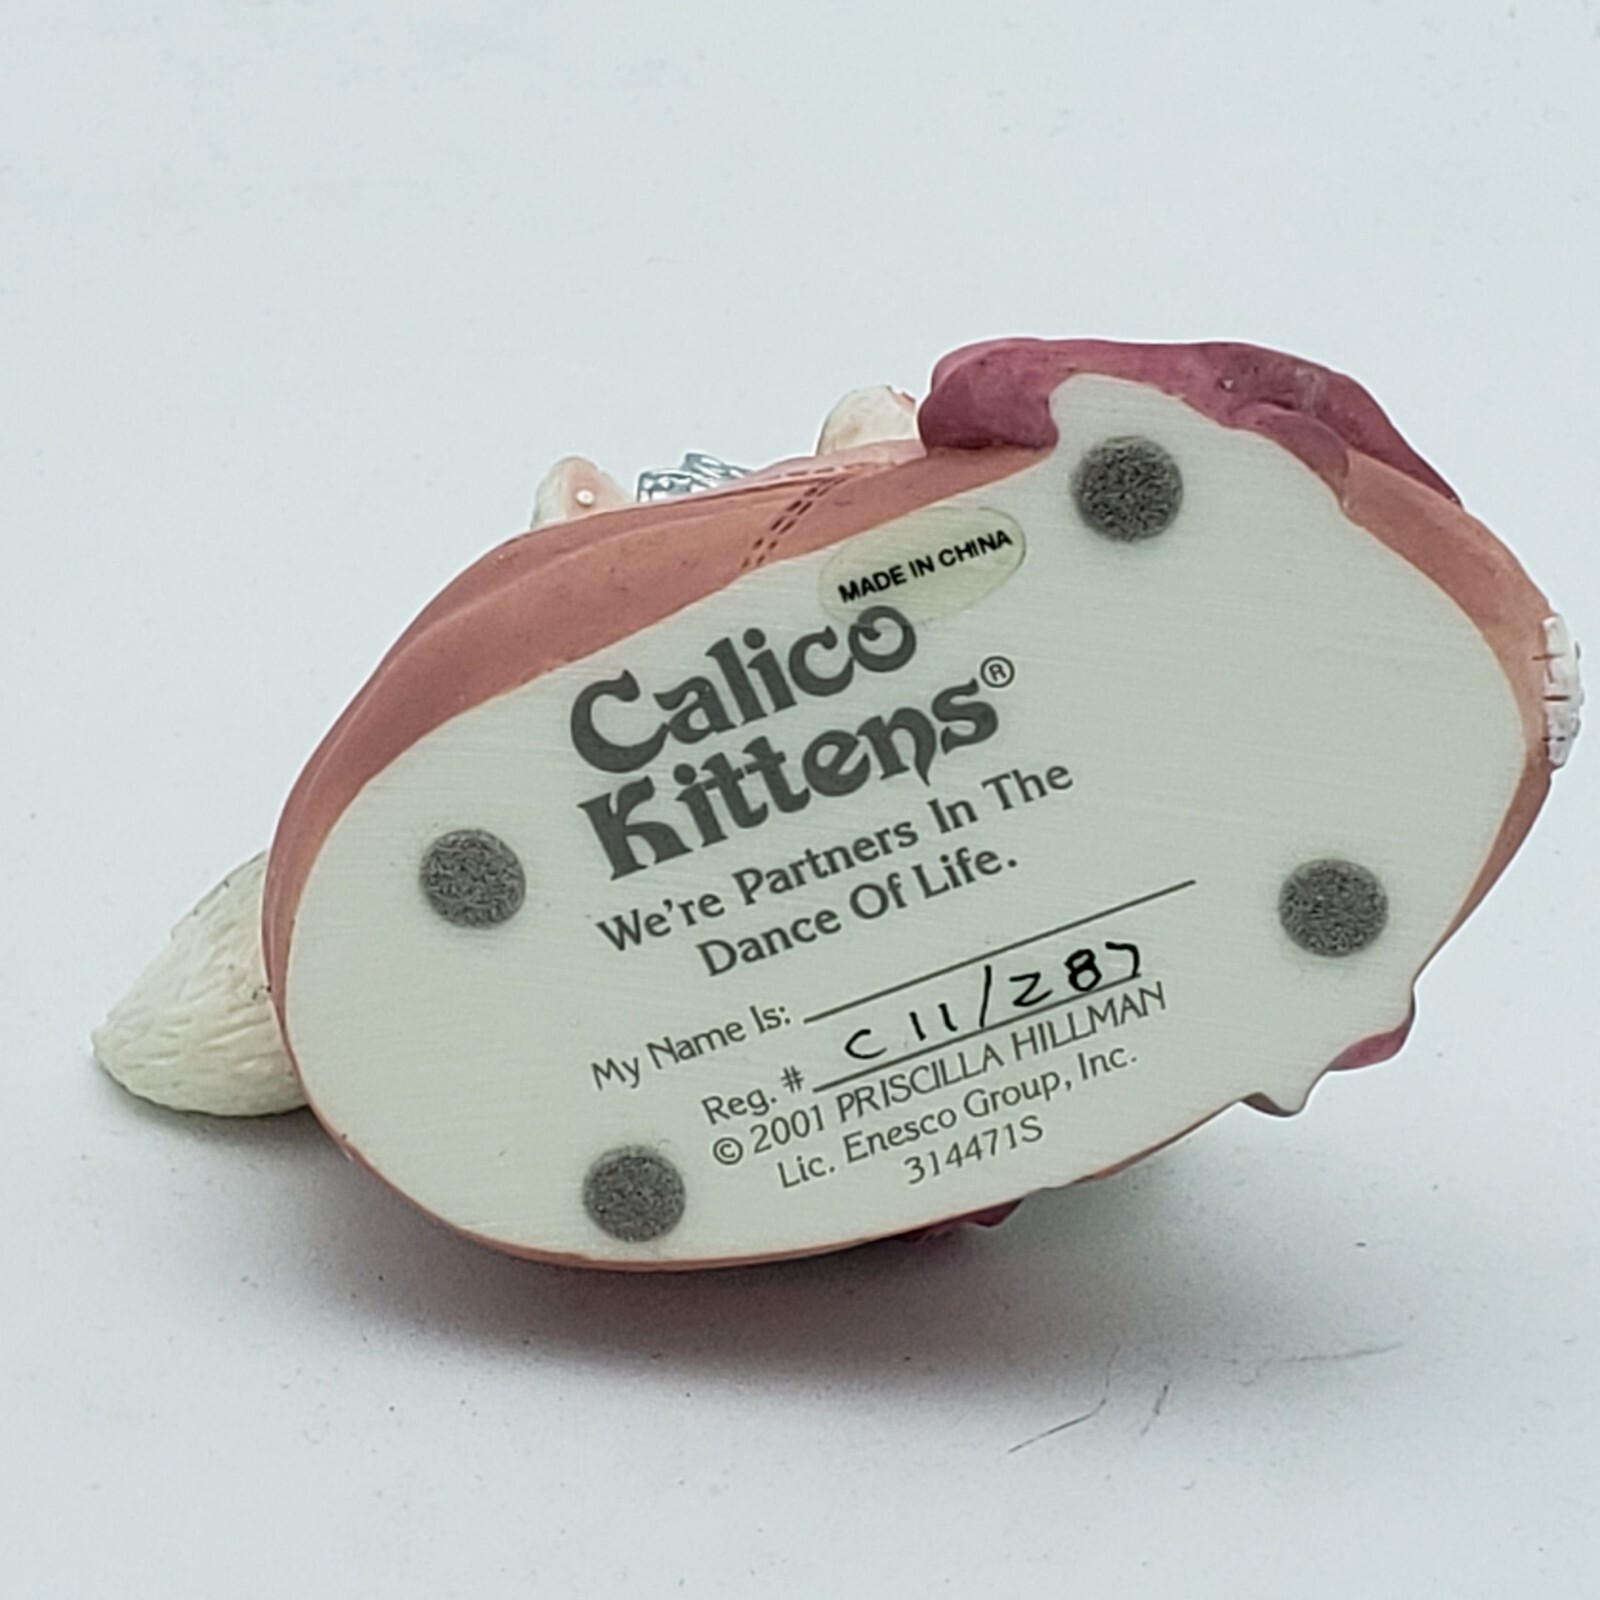 MADE IN CHINA
Calico
Kittens®
We're Partners In The
Dance Of Life.
My Name Is:
Reg. # C 11/287
© 2001 PRISCILLA HILLMAN
Lic. Enesco Group, Inc.
314471S